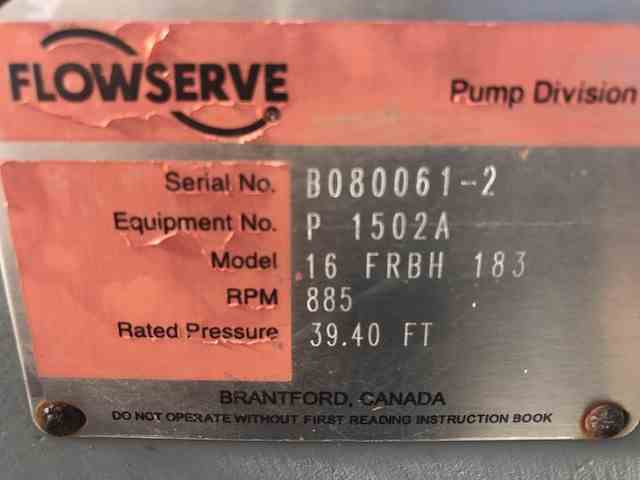 FLOWSERVE®
Pump Division
Serial No. B080061-2
Equipment No. P 1502A
Model 16 FRBH 183
RPM 885
Rated Pressure 39.40 FT
BRANTFORD, CANADA
DO NOT OPERATE WITHOUT FIRST READING INSTRUCTION BOOK